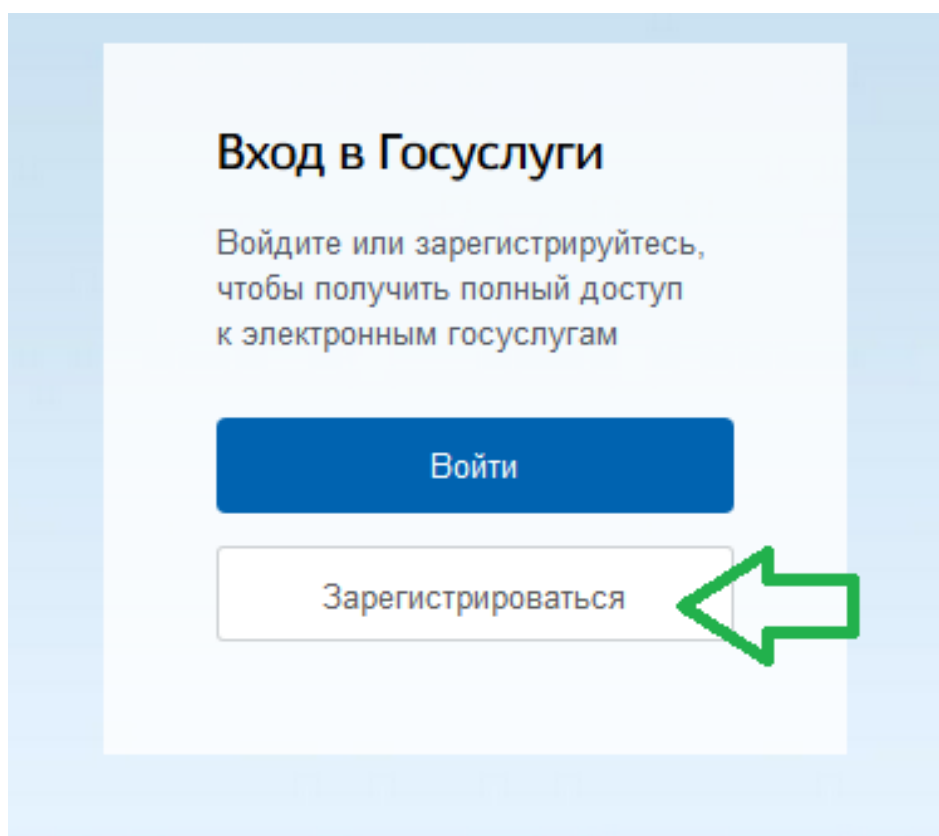 Вход в Госуслуги
Войдите или зарегистрируйтесь,
чтобы получить полный доступ
к электронным госуслугам
Войти
Зарегистрироваться